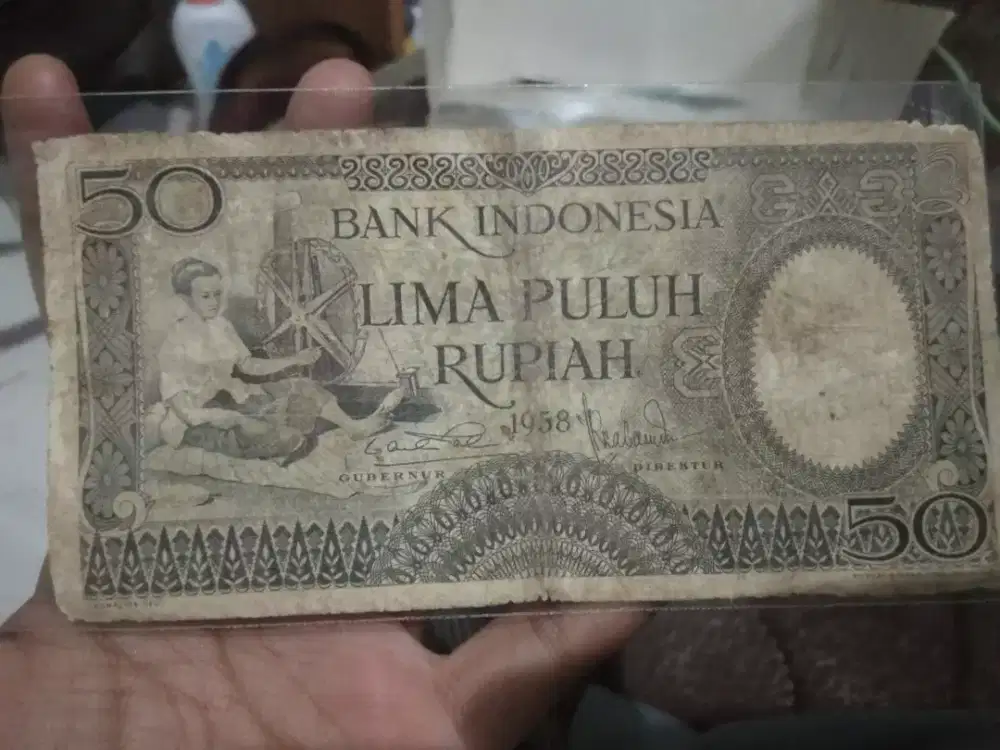 50
BANK INDONESIA
LIMA PULUH
RUPIAH
1958
GUBERNUR
DIREKTUR
50